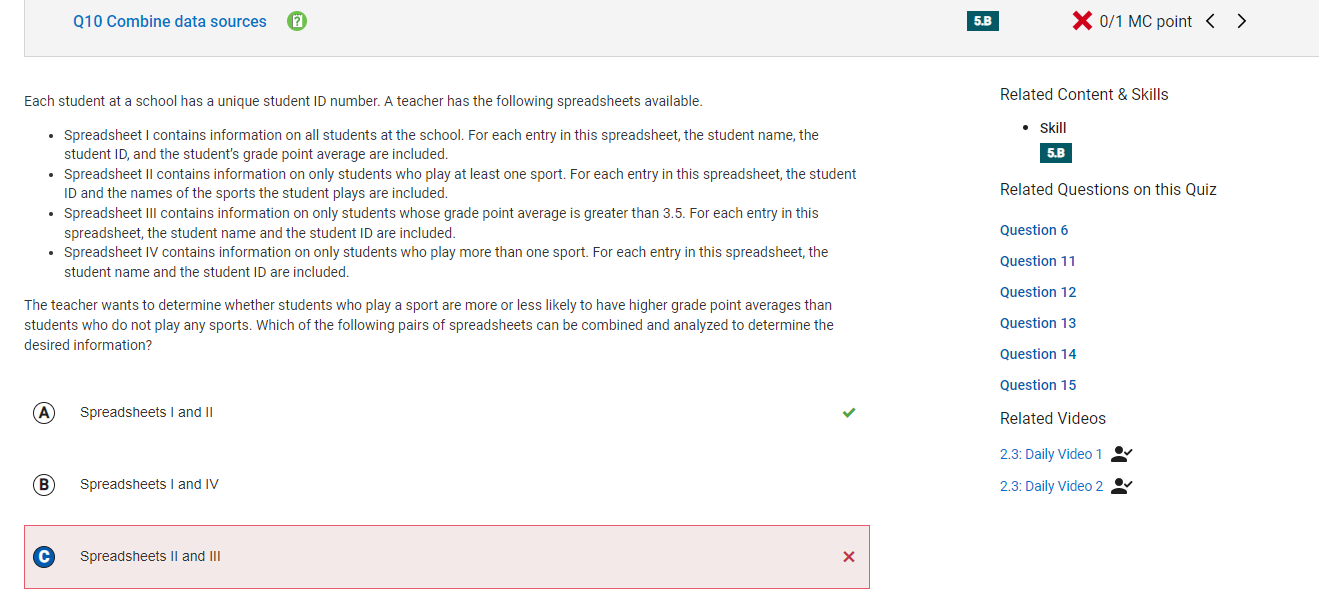 Q10 Combine data sources
5.B
0/1 MC point
Each student at a school has a unique student ID number. A teacher has the following spreadsheets available.
• Spreadsheet I contains information on all students at the school. For each entry in this spreadsheet, the student name, the
student ID, and the student's grade point average are included.
• Spreadsheet II contains information on only students who play at least one sport. For each entry in this spreadsheet, the student
ID and the names of the sports the student plays are included.
• Spreadsheet III contains information on only students whose grade point average is greater than 3.5. For each entry in this
spreadsheet, the student name and the student ID are included.
• Spreadsheet IV contains information on only students who play more than one sport. For each entry in this spreadsheet, the
student name and the student ID are included.
The teacher wants to determine whether students who play a sport are more or less likely to have higher grade point averages than
students who do not play any sports. Which of the following pairs of spreadsheets can be combined and analyzed to determine the
desired information?
A Spreadsheets I and II
B Spreadsheets I and IV
C Spreadsheets II and III
Related Content & Skills
• Skill
5.B
Related Questions on this Quiz
Question 6
Question 11
Question 12
Question 13
Question 14
Question 15
Related Videos
2.3: Daily Video 1
2.3: Daily Video 2